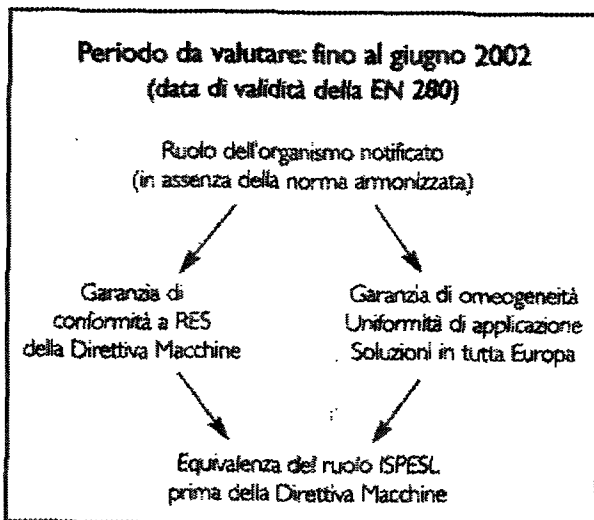 Periodo da valutare: fino al giugno 2002
(data di validità della EN 280)
Ruolo dell'organismo notificato
(in assenza della norma armonizzata)
Garanzia di
conformità a RES
della Direttiva Macchine
Garanzia di omeogeneità
Uniformità di applicazione
Soluzioni in tutta Europa
Equivalenza del ruolo ISPESL
prima della Direttiva Macchine